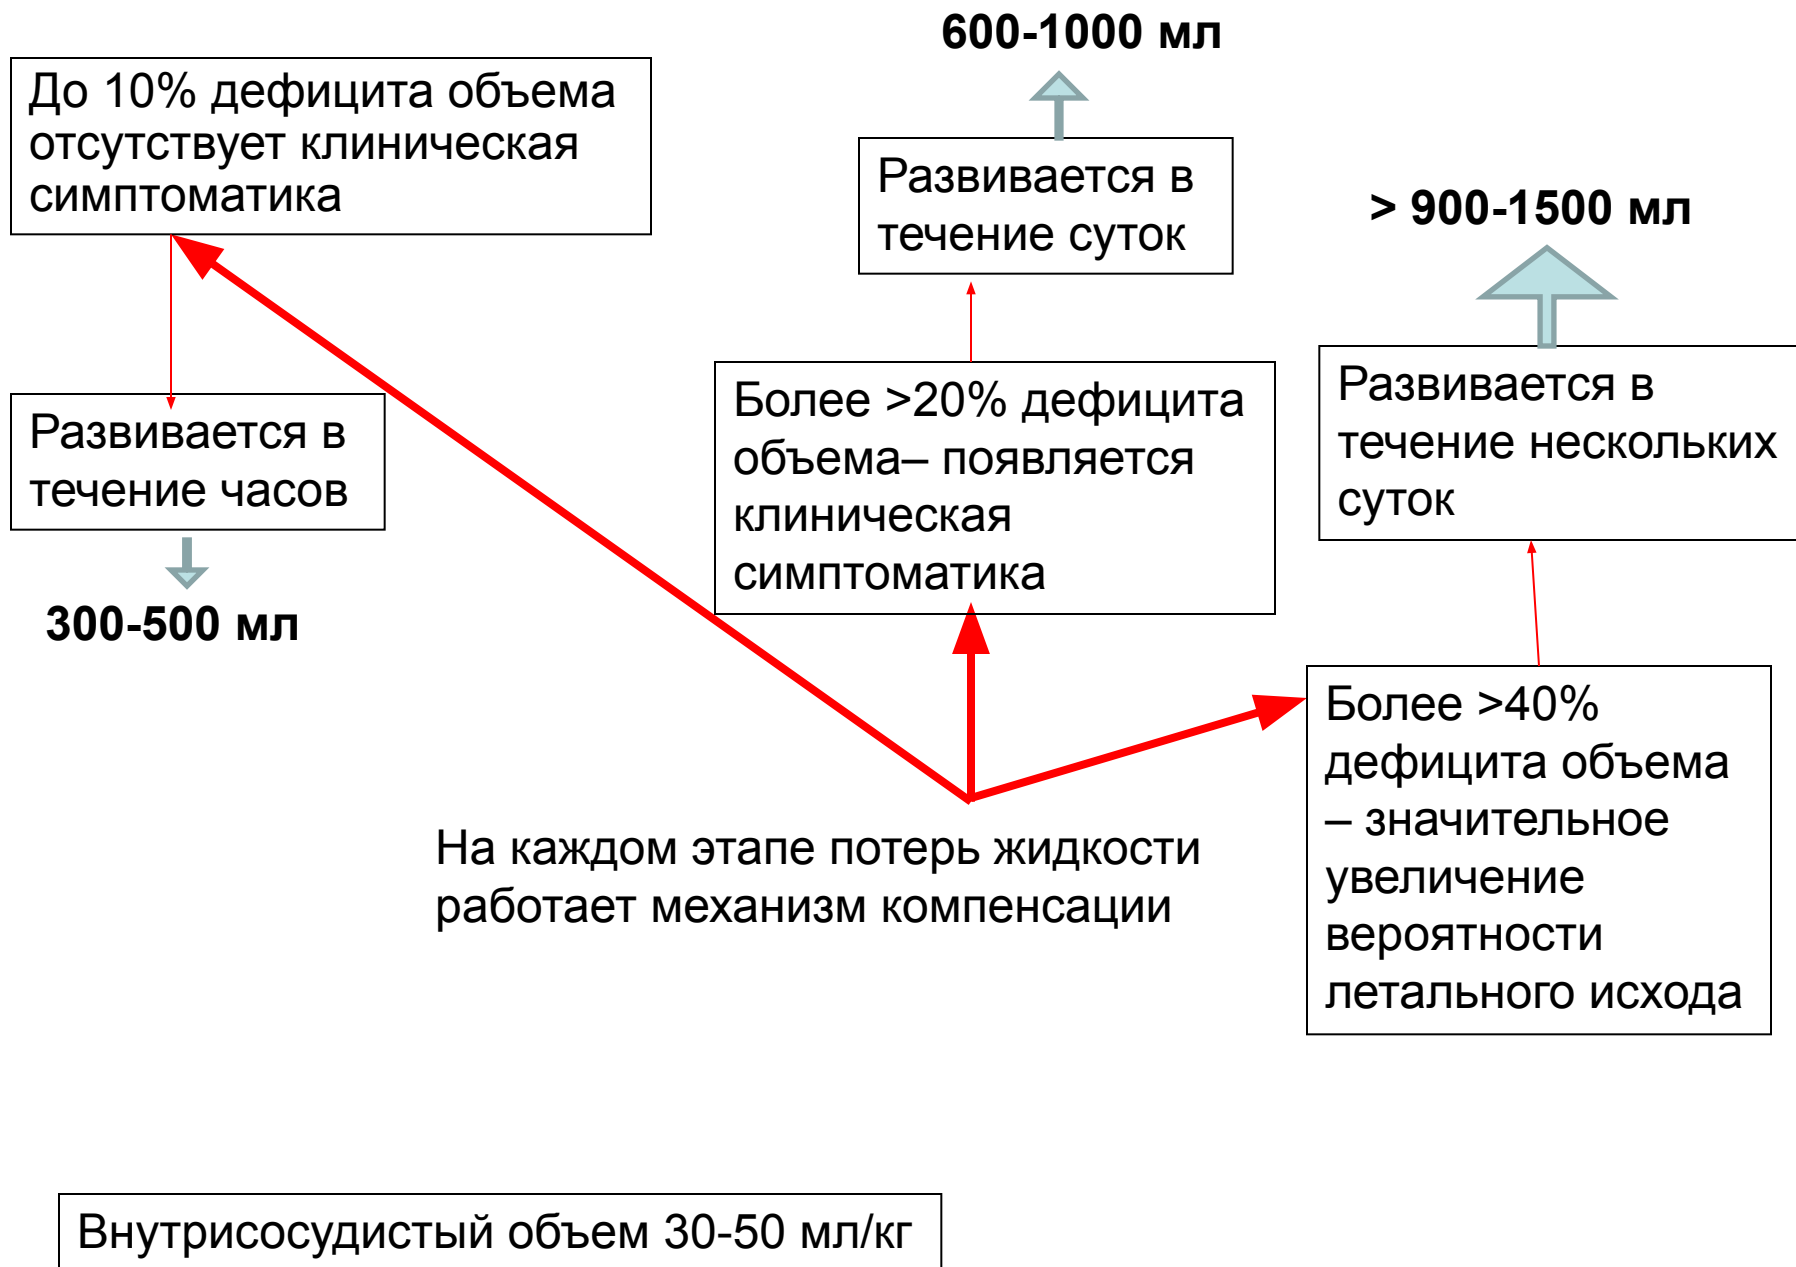 600-1000 мл
До 10% дефицита объема
отсутствует клиническая
симптоматика
Развивается в
течение суток
> 900-1500 мл
Развивается в
течение часов
300-500 мл
Более >20% дефицита
объема– появляется
клиническая
симптоматика
Развивается в
течение нескольких
суток
Более >40%
дефицита объема
– значительное
увеличение
вероятности
летального исхода
На каждом этапе потерь жидкости
работает механизм компенсации
Внутрисосудистый объем 30-50 мл/кг